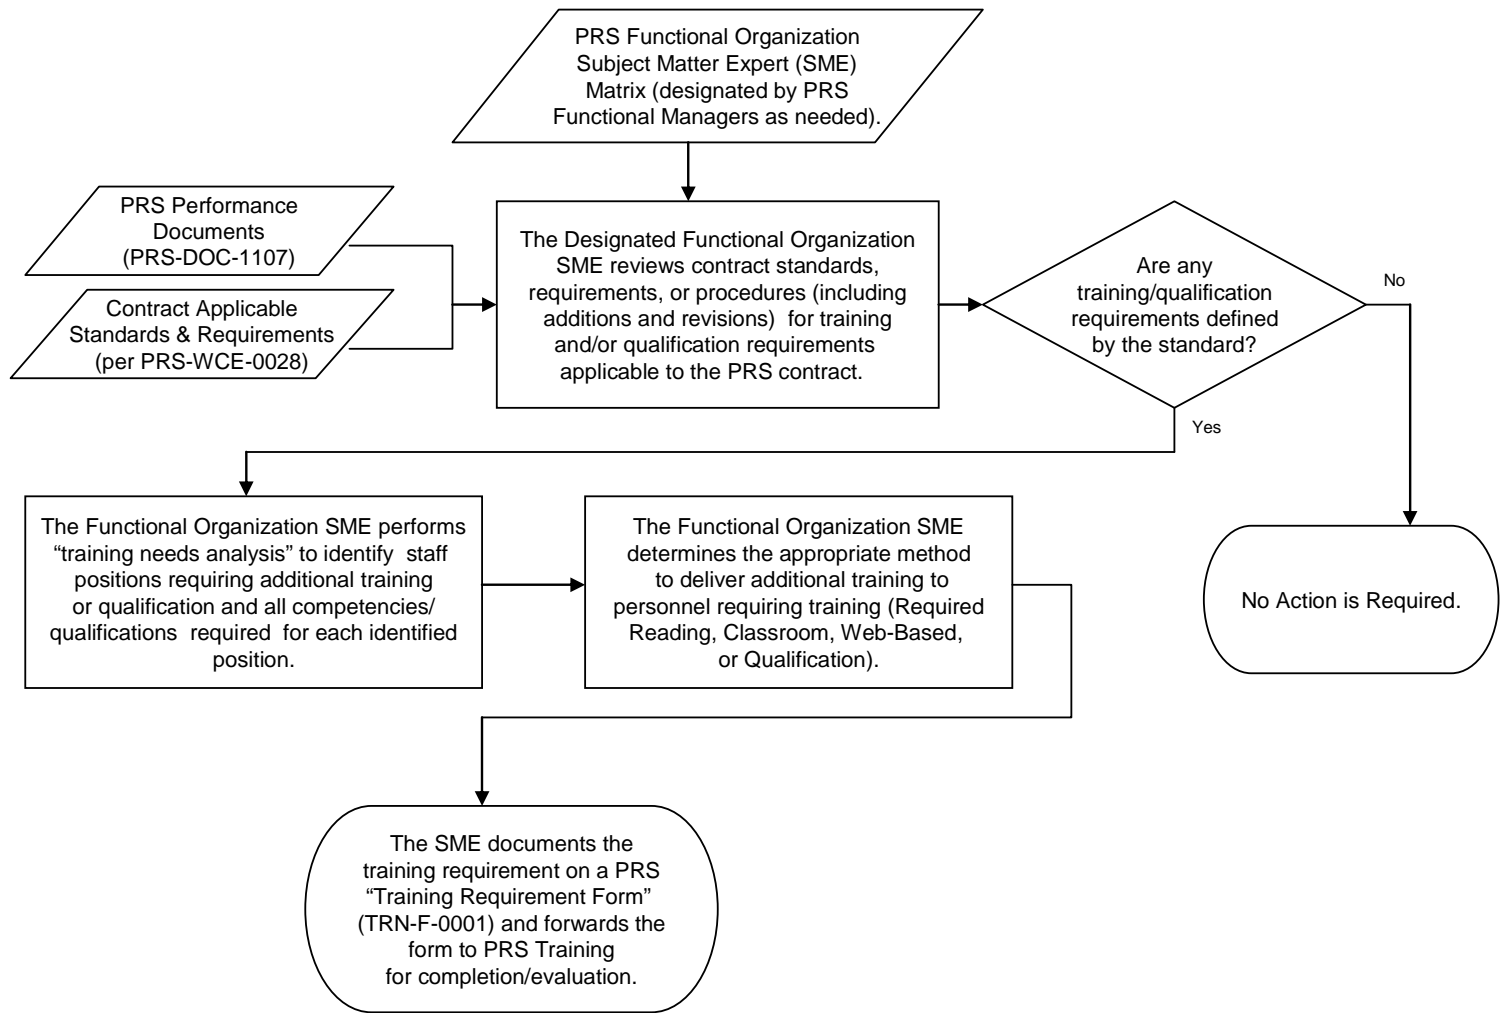 PRS Functional Organization
Subject Matter Expert (SME)
Matrix (designated by PRS
Functional Managers as needed).
PRS Performance
Documents
(PRS-DOC-1107)
Contract Applicable
Standards & Requirements
(per PRS-WCE-0028)
The Designated Functional Organization
SME reviews contract standards,
requirements, or procedures (including
additions and revisions) for training
and/or qualification requirements
applicable to the PRS contract.
Are any
training/qualification
requirements defined
by the standard?
No
Yes
The Functional Organization SME performs
“training needs analysis” to identify staff
positions requiring additional training
or qualification and all competencies/
qualifications required for each identified
position.
The Functional Organization SME
determines the appropriate method
to deliver additional training to
personnel requiring training (Required
Reading, Classroom, Web-Based,
or Qualification).
No Action is Required.
The SME documents the
training requirement on a PRS
“Training Requirement Form”
(TRN-F-0001) and forwards the
form to PRS Training
for completion/evaluation.